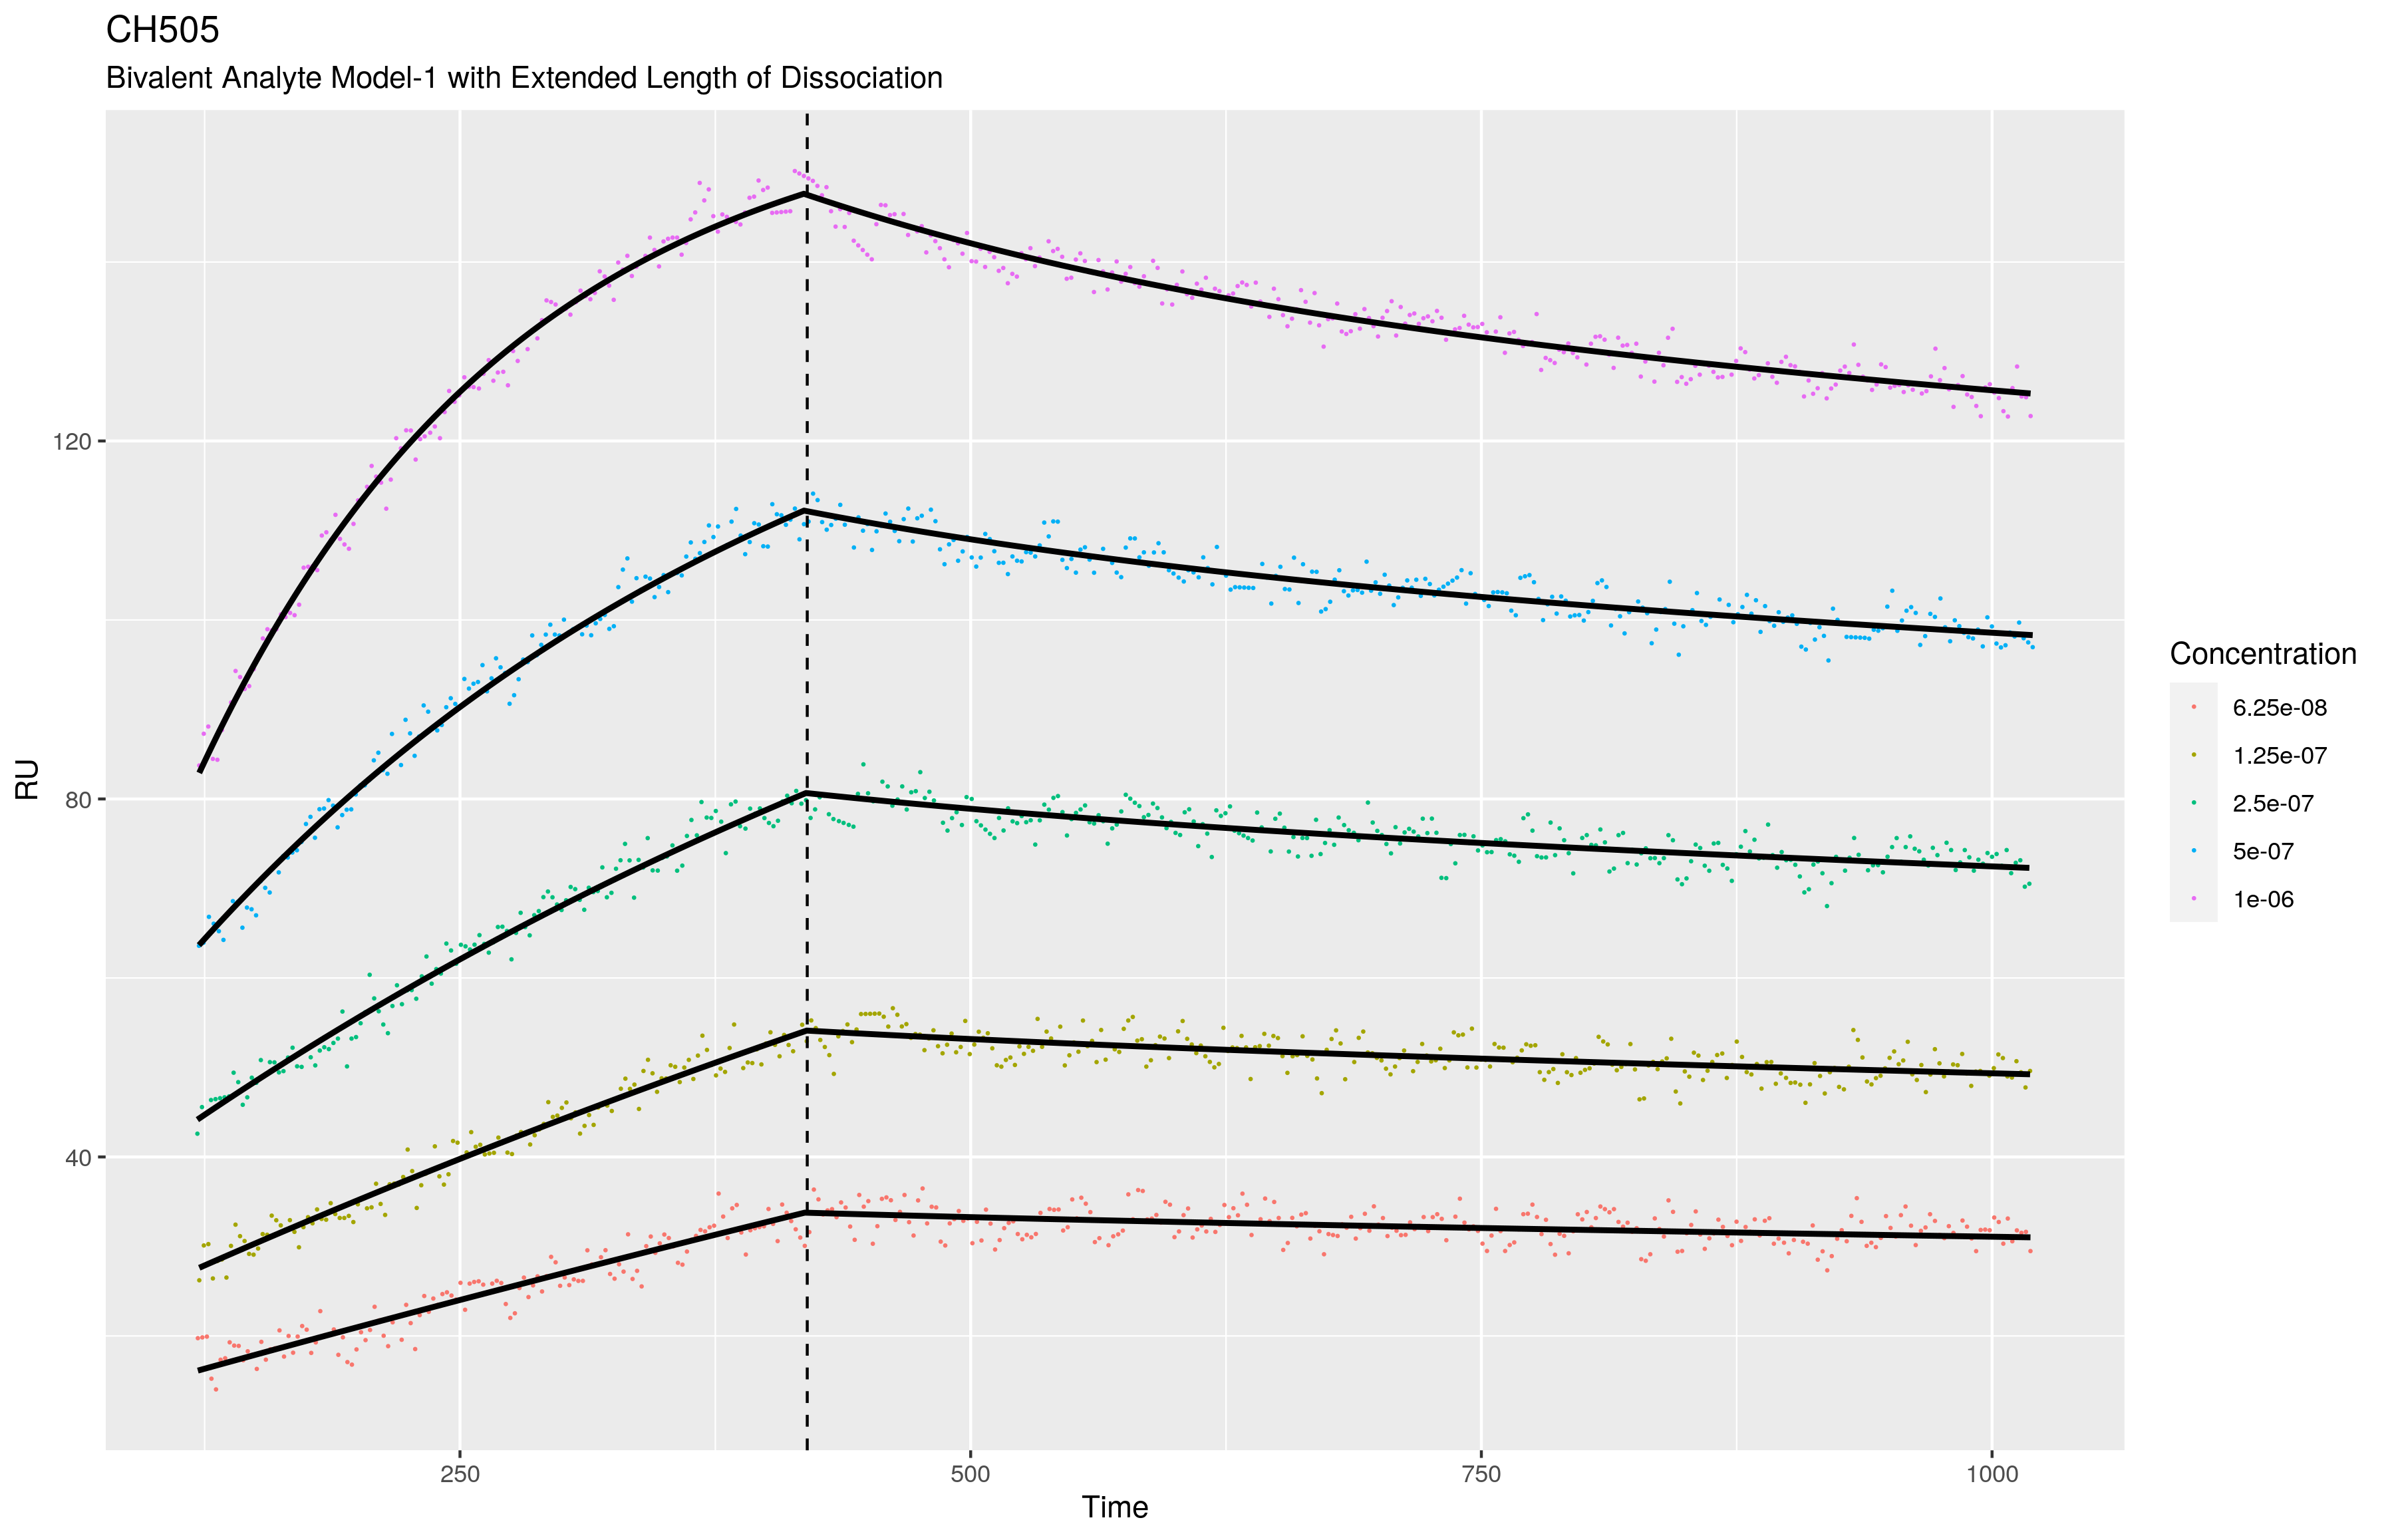 CH505
Bivalent Analyte Model-1 with Extended Length of Dissociation
RU
120
80
40
250 500 750 1000
Time
Concentration
6.25e-08
1.25e-07
2.5e-07
5e-07
1e-06